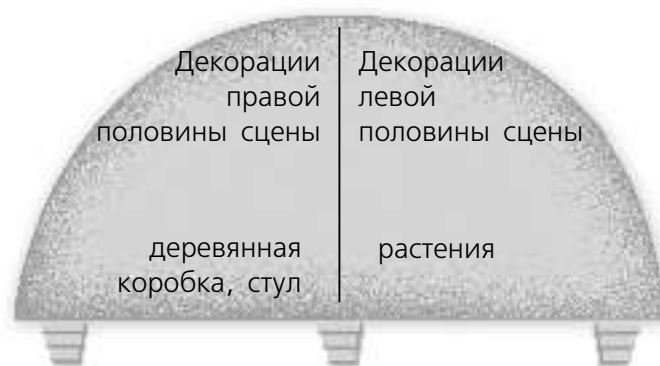 Декорации
правой
половины сцены
Декорации
левой
половины сцены
деревянная
коробка, стул
растения